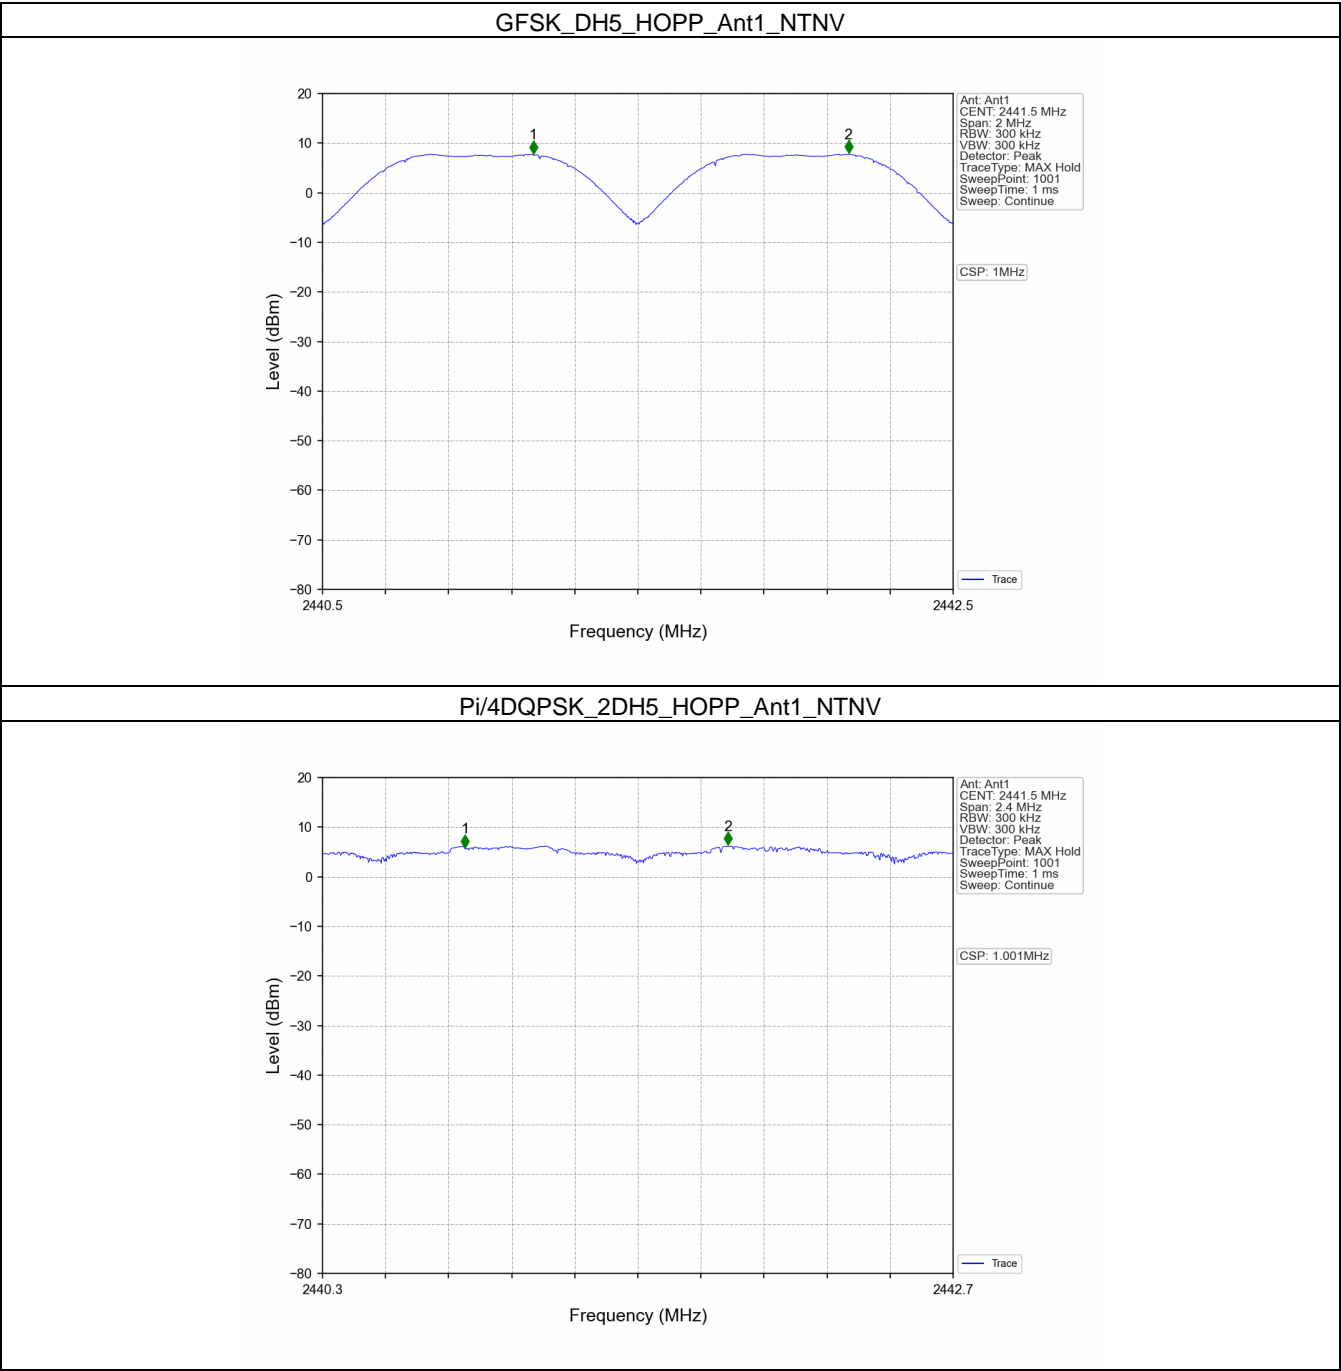 GFSK_DH5_HOPP_Ant1_NTNV
20
10
0
−10
−20
−30
−40
−50
−60
−70
−80
Level (dBm)
1
2
2440.5
2442.5
Frequency (MHz)
Ant: Ant1
CENT: 2441.5 MHz
Span: 2 MHz
RBW: 300 kHz
VBW: 300 kHz
Detector: Peak
TraceType: MAX Hold
SweepPoint: 1001
SweepTime: 1 ms
Sweep: Continue
CSP: 1MHz
Trace
Pi/4DQPSK_2DH5_HOPP_Ant1_NTNV
20
10
0
−10
−20
−30
−40
−50
−60
−70
−80
Level (dBm)
1
2
2440.3
2442.7
Frequency (MHz)
Ant: Ant1
CENT: 2441.5 MHz
Span: 2.4 MHz
RBW: 300 kHz
VBW: 300 kHz
Detector: Peak
TraceType: MAX Hold
SweepPoint: 1001
SweepTime: 1 ms
Sweep: Continue
CSP: 1.001MHz
Trace